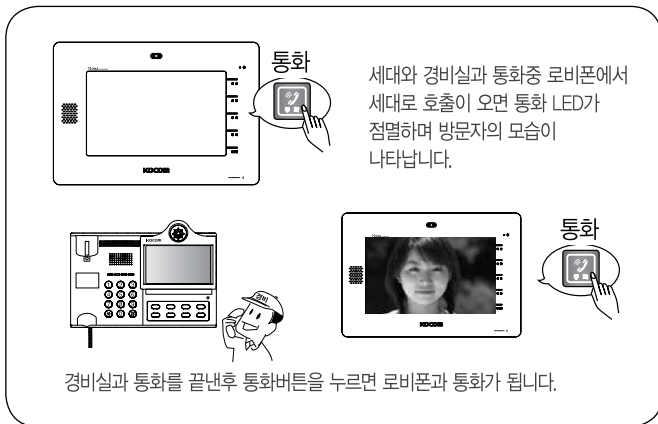 통화
세대와 경비실과 통화중 로비폰에서
세대로 호출이 오면 통화 LED가
점멸하며 방문자의 모습이
나타납니다.
KOCOM
KOCOM
경비
통화
KOCOM
경비실과 통화를 끝낸후 통화버튼을 누르면 로비폰과 통화가 됩니다.